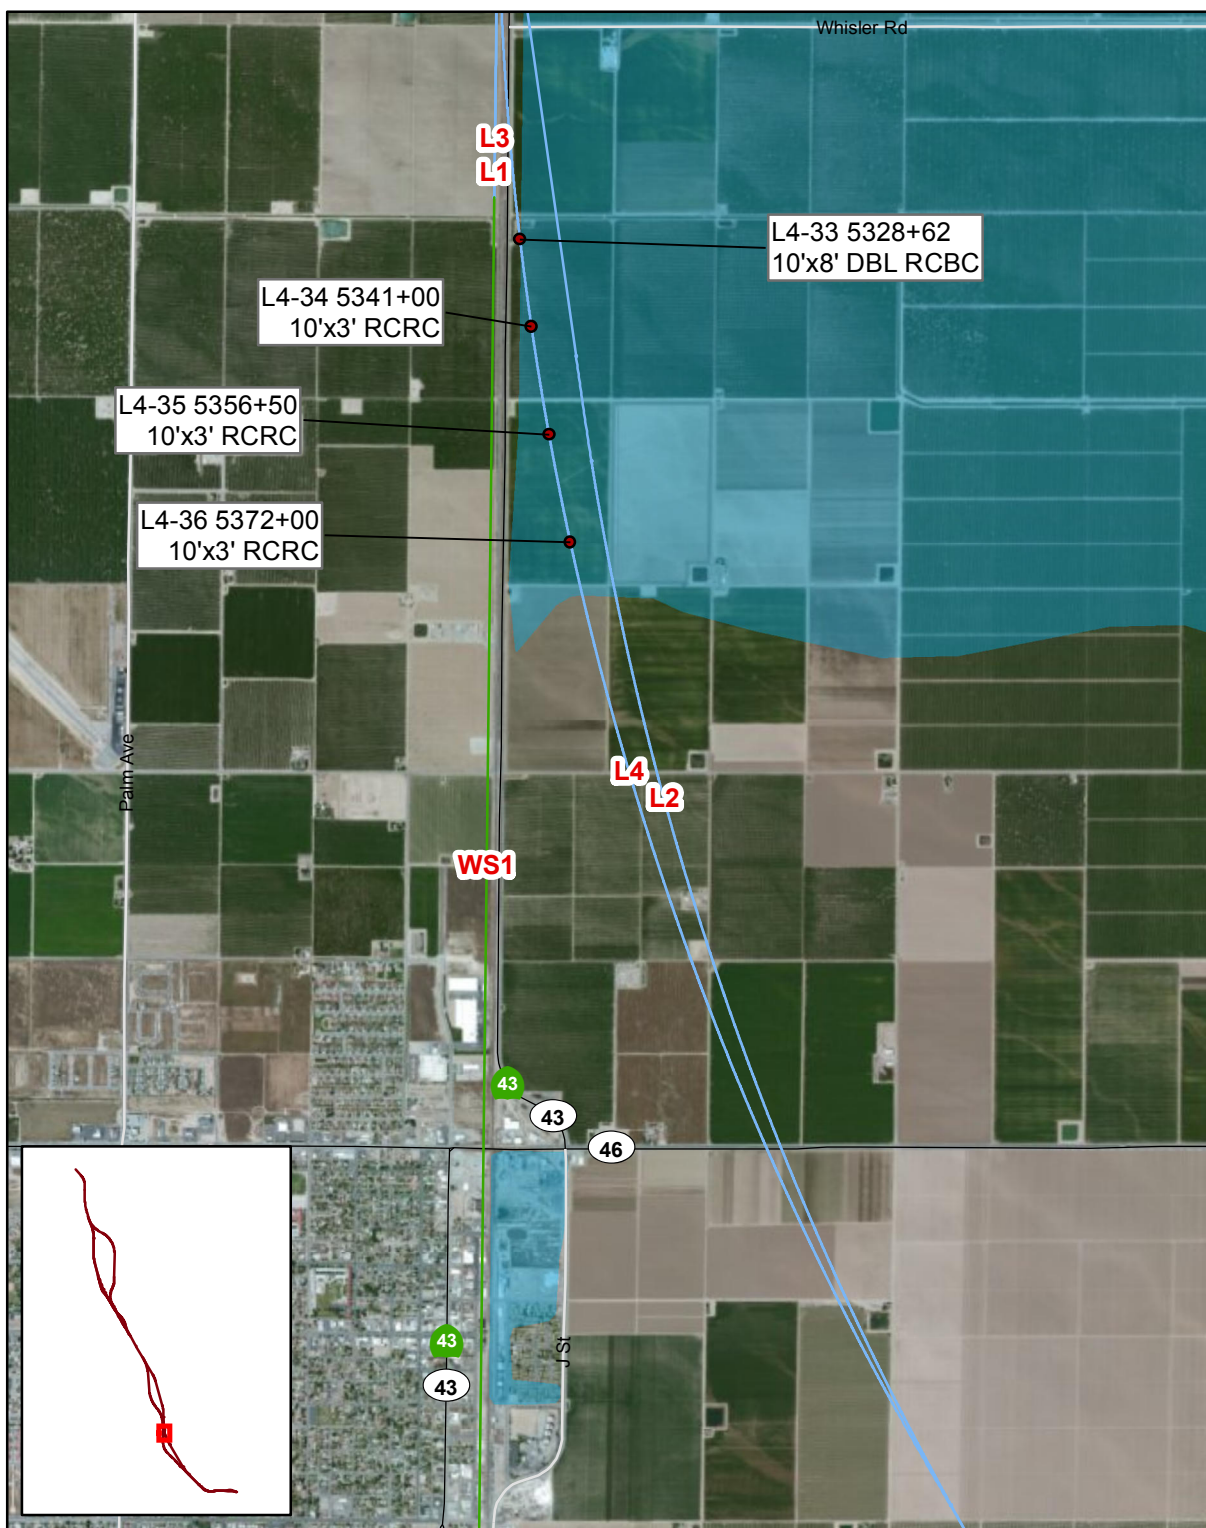 Whisler Rd
L3
L1
L4-33 5328+62
10'x8' DBL RCBC
L4-34 5341+00
10'x3' RCRC
L4-35 5356+50
10'x3' RCRC
L4-36 5372+00
10'x3' RCRC
Palm Ave
L4
L2
WS1
43
43
46
J St
43
43